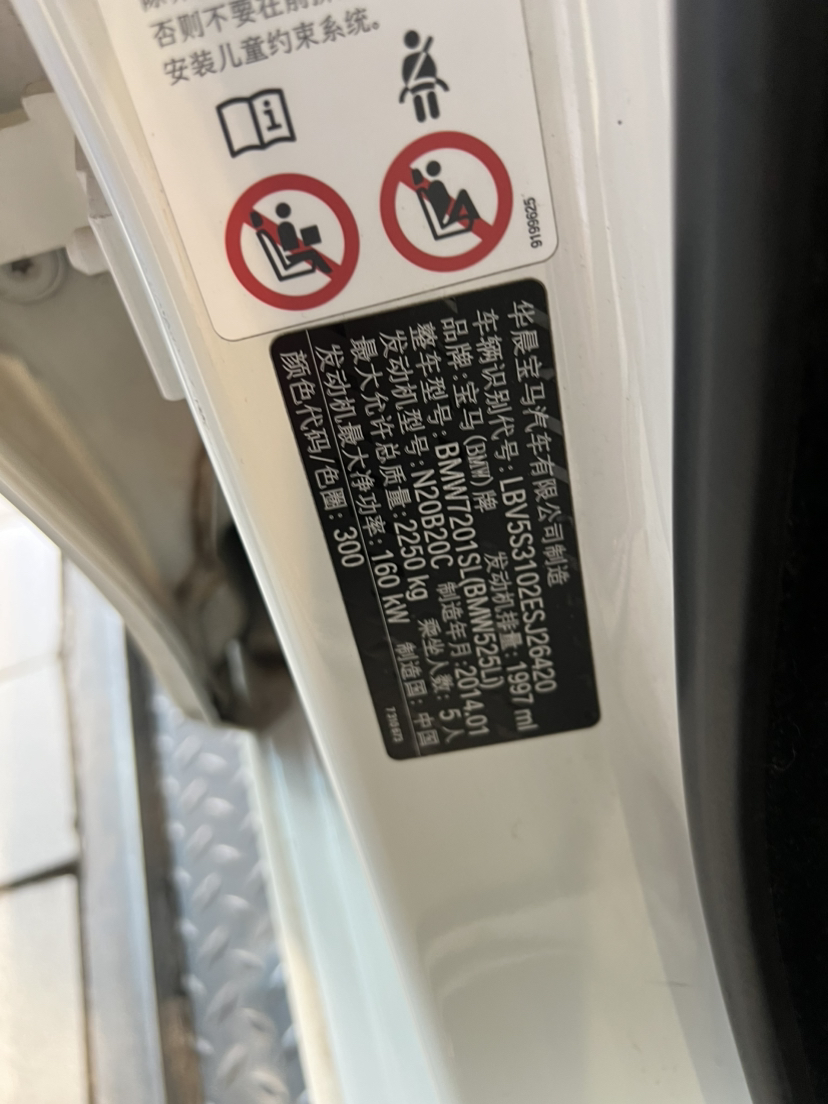 否则不要在前
安装儿童约束系统。
5299916
华晨宝马汽车有限公司制造
车辆识别代号: LBV5S3102ESJ26420
品牌: 宝马 (BMW) 牌 发动机排量: 1997 ml
整车型号: BMW7201SL(BMW525Li)
发动机型号: N20B20C 制造年月: 2014.01
最大允许总质量: 2250 kg 乘坐人数: 5人
发动机最大净功率: 160 kW 制造国: 中国
颜色代码/色圈: 300